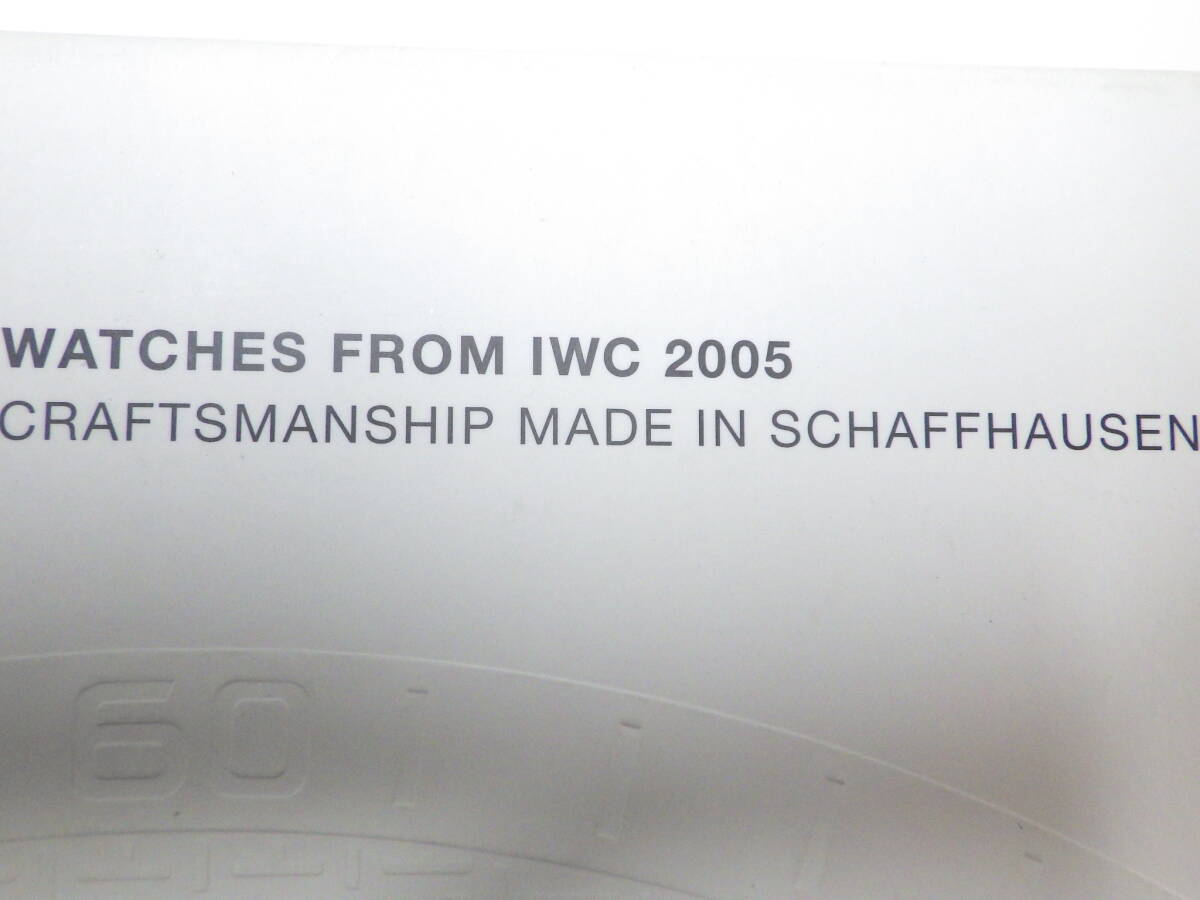 WATCHES FROM IWC 2005
CRAFTSMANSHIP MADE IN SCHAFFHAUSEN
60